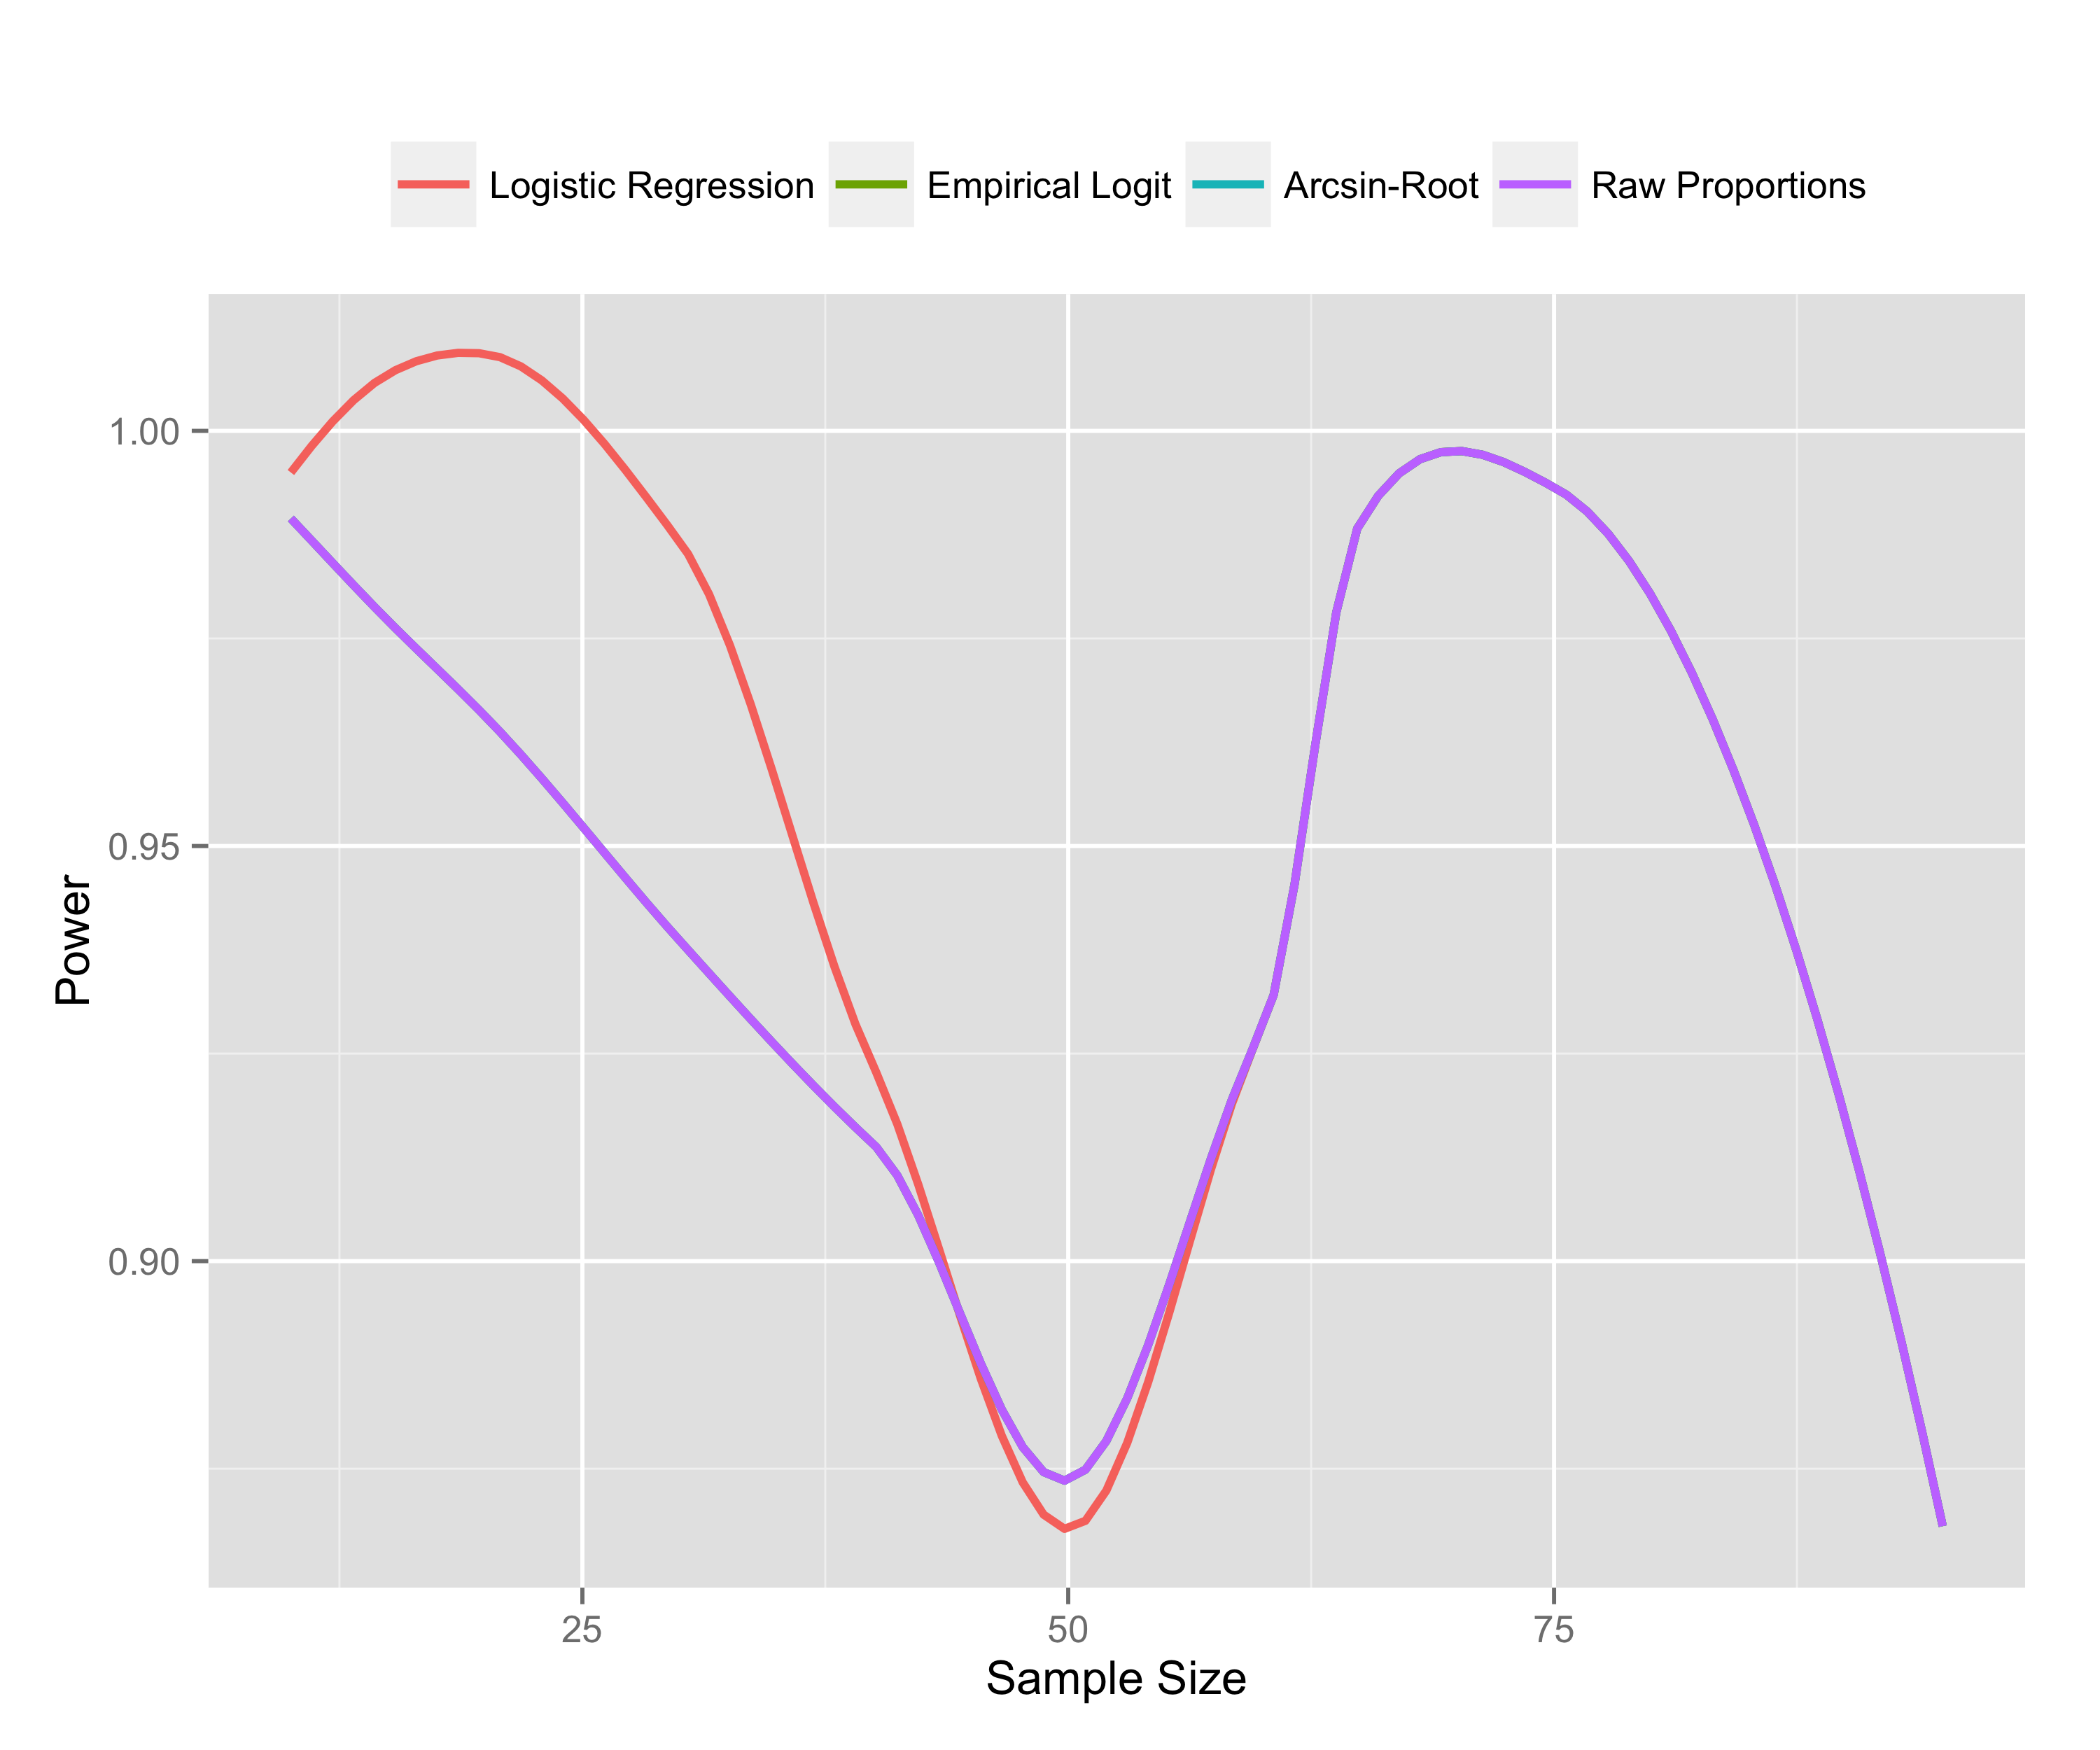 Logistic Regression Empirical Logit Arcsin-Root Raw Proportions
1.00
0.95
0.90
Power
25 50 75
Sample Size